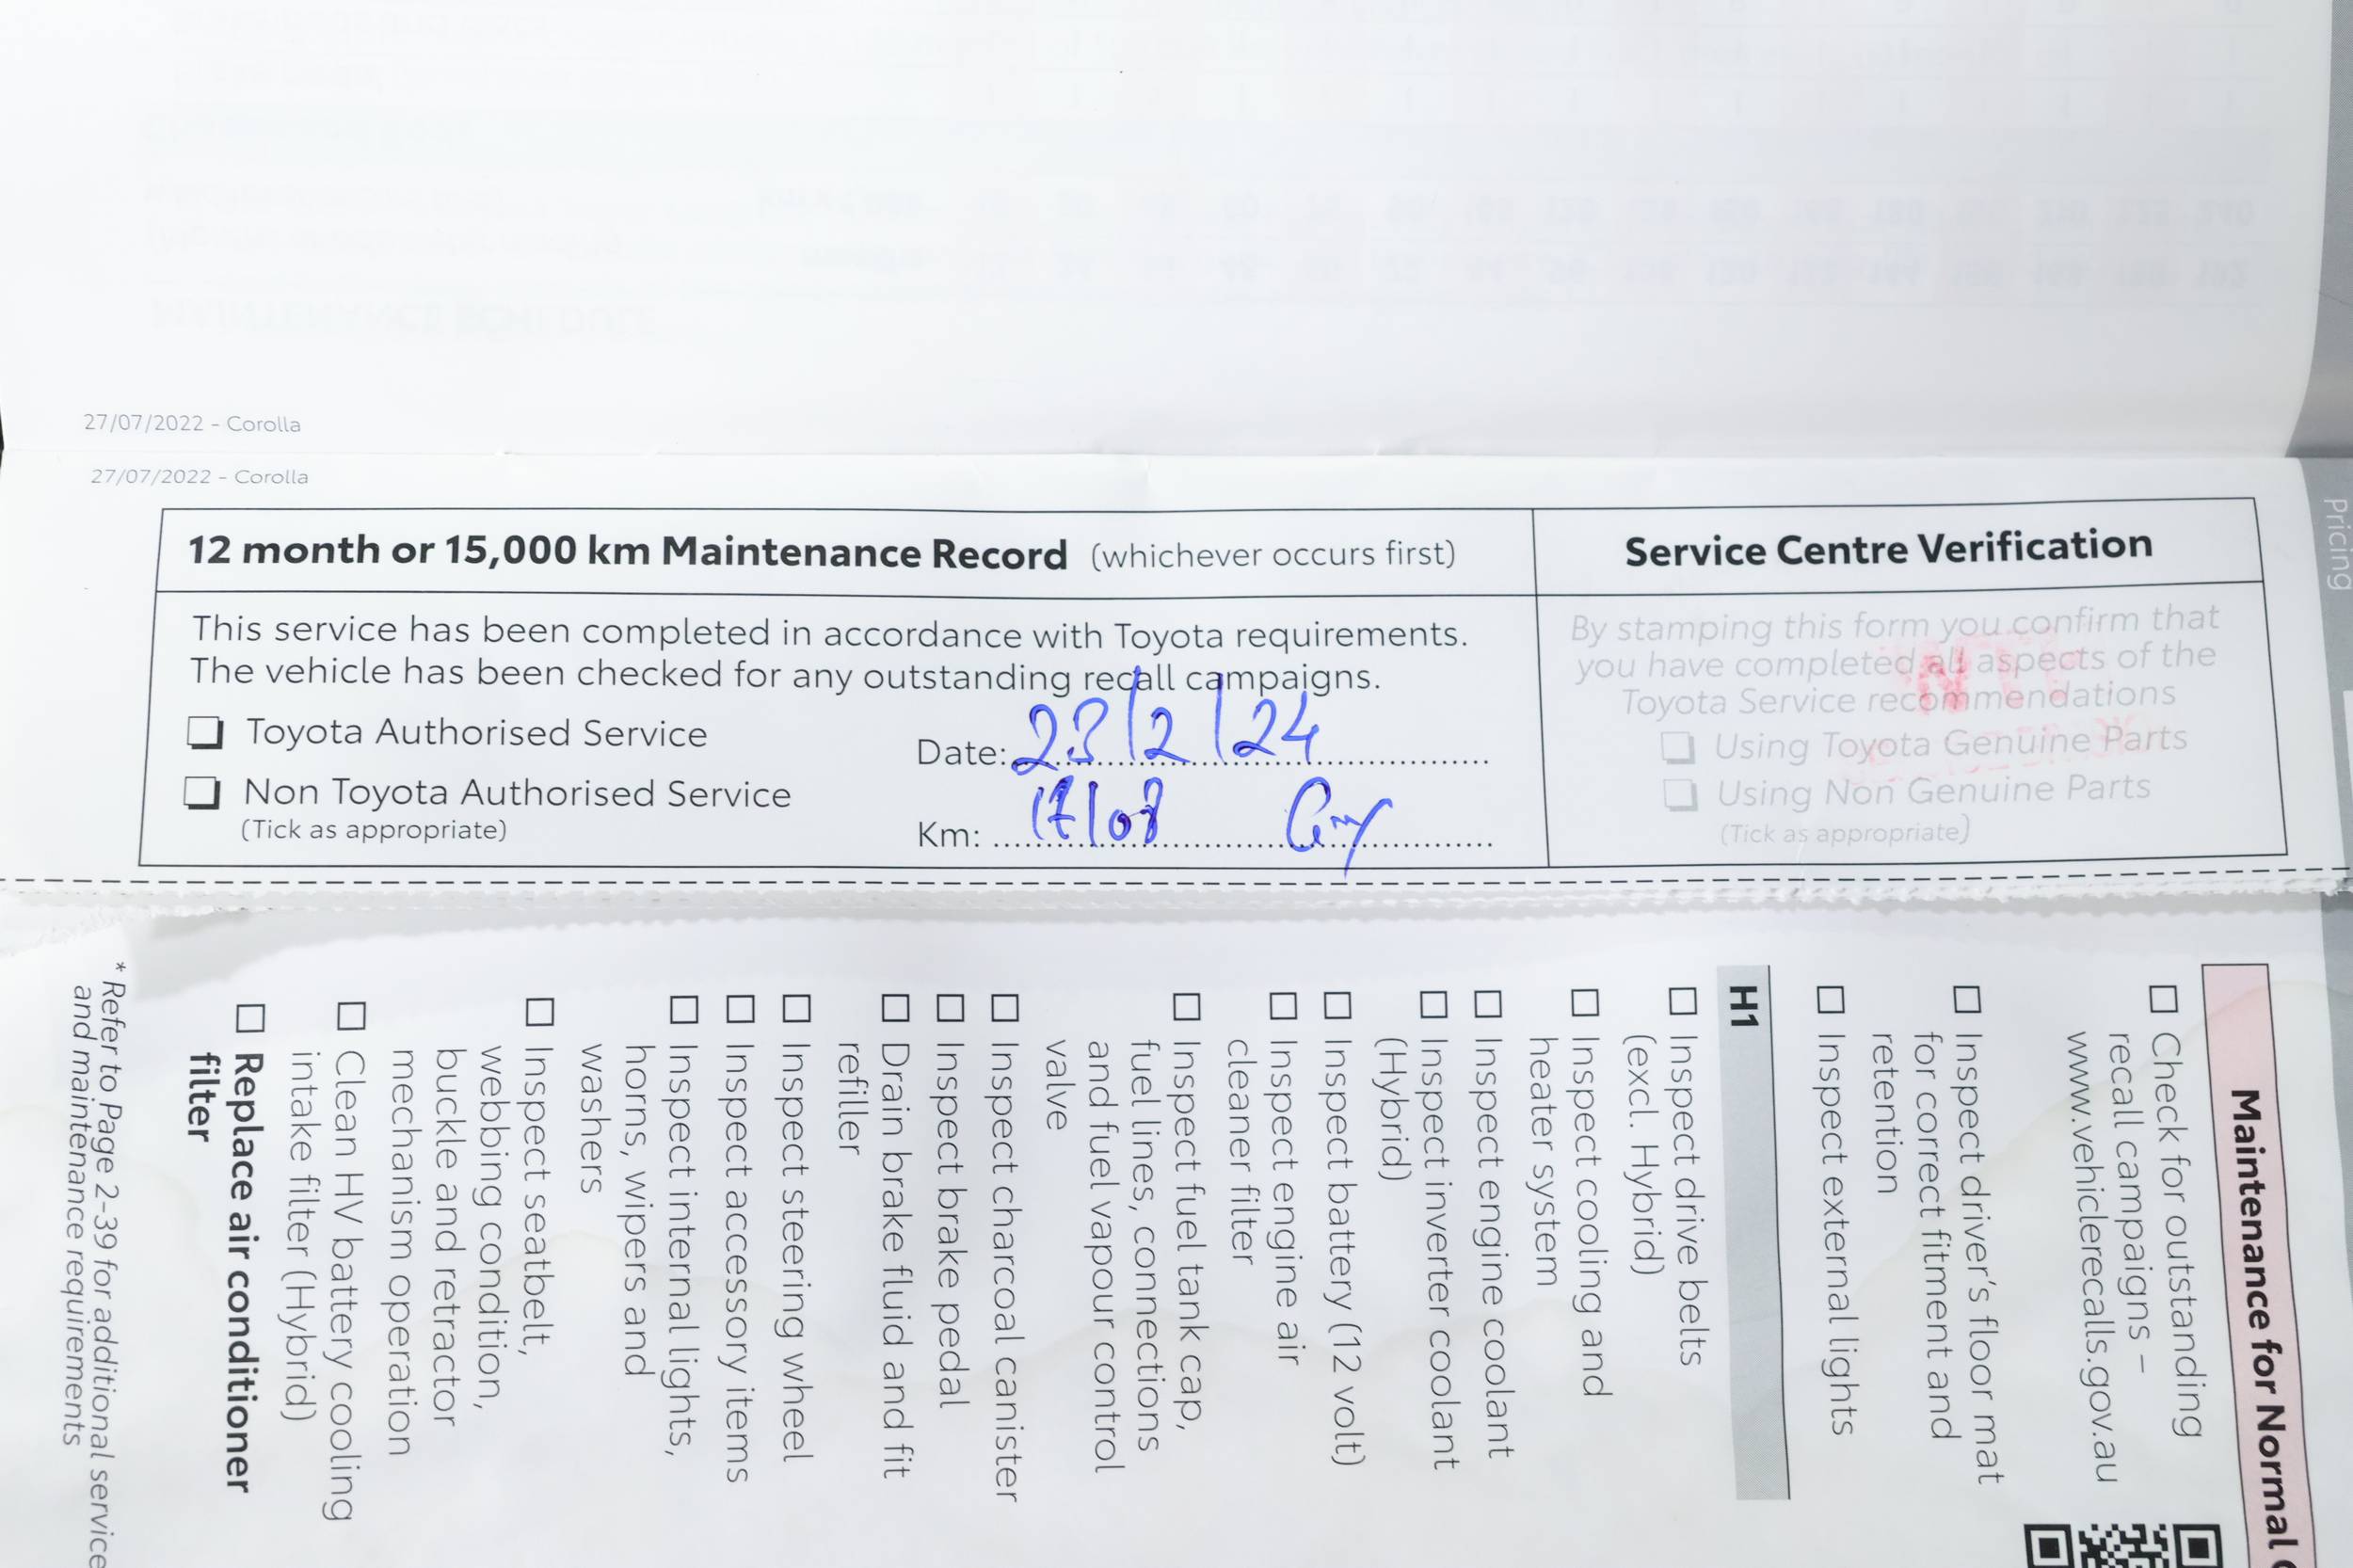 27/07/2022 - Corolla
27/07/2022 - Corolla
12 month or 15,000 km Maintenance Record (whichever occurs first)
Service Centre Verification
This service has been completed in accordance with Toyota requirements.
The vehicle has been checked for any outstanding recall campaigns.
Toyota Authorised Service
Date: 23/2/24
Non Toyota Authorised Service
(Tick as appropriate)
Km: 17108
By stamping this form you confirm that
you have completed all aspects of the
Toyota Service recommendations
Using Toyota Genuine Parts
Using Non Genuine Parts
(Tick as appropriate)
Pricing
Maintenance for Normal
Check for outstanding
recall campaigns –
www.vehiclerecalls.gov.au
Inspect driver's floor mat
for correct fitment and
retention
Inspect external lights
H1
Inspect drive belts
(excl. Hybrid)
Inspect cooling and
heater system
Inspect engine coolant
Inspect inverter coolant
(Hybrid)
Inspect battery (12 volt)
Inspect engine air
cleaner filter
Inspect fuel tank cap,
fuel lines, connections
and fuel vapour control
valve
Inspect charcoal canister
Inspect brake pedal
Drain brake fluid and fit
refiller
Inspect steering wheel
Inspect accessory items
Inspect internal lights,
horns, wipers and
washers
Inspect seatbelt,
webbing condition,
buckle and retractor
mechanism operation
Clean HV battery cooling
intake filter (Hybrid)
Replace air conditioner
filter
* Refer to Page 2-39 for additional service
and maintenance requirements